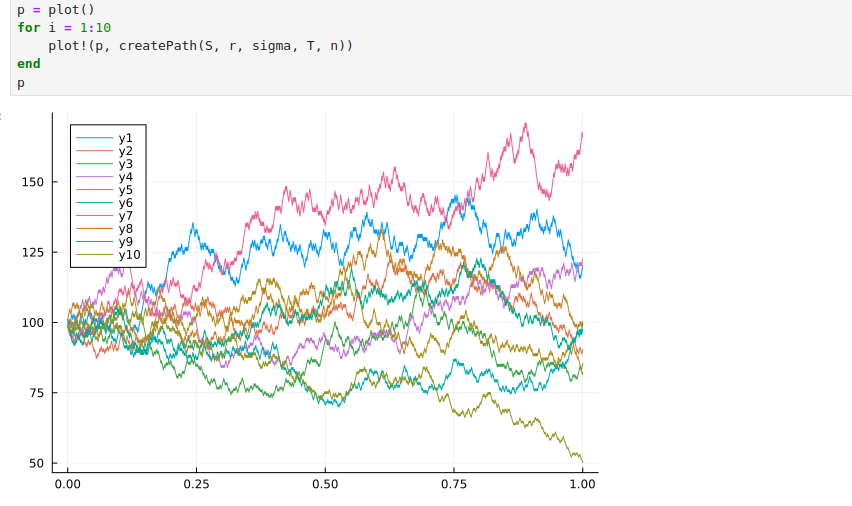 p = plot()
for i = 1:10
    plot!(p, createPath(S, r, sigma, T, n))
end
p
:
y1
y2
y3
y4
y5
y6
y7
y8
y9
y10
150
125
100
75
50
0.00 0.25 0.50 0.75 1.00